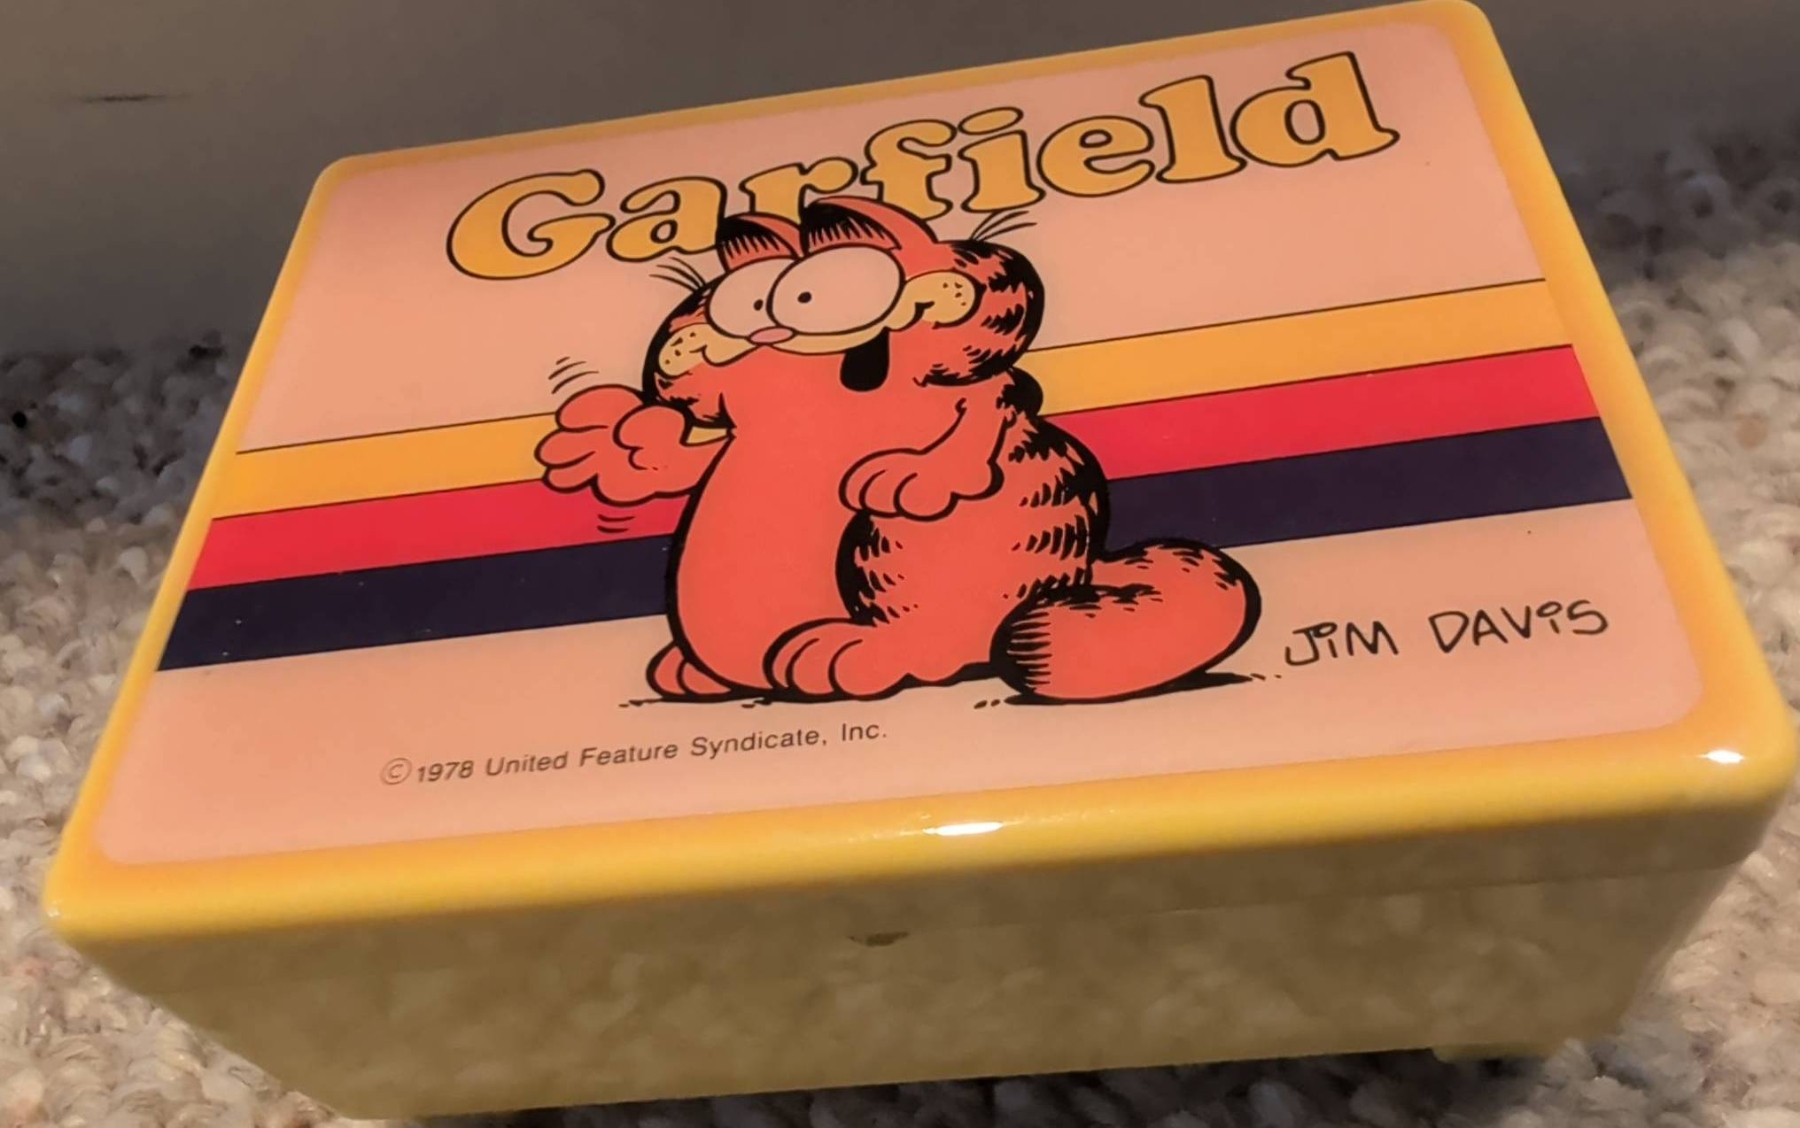 Garfield
JiM DAViS
©1978 United Feature Syndicate, Inc.